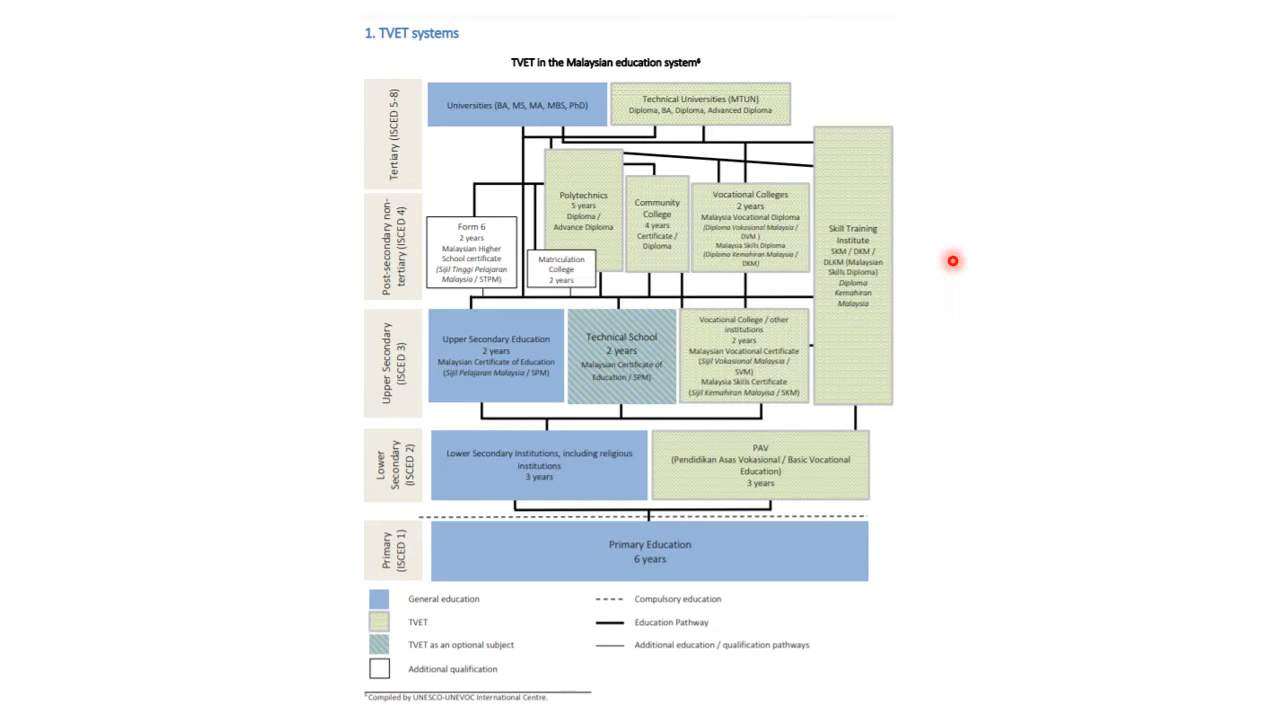 1. TVET systems
TVET in the Malaysian education system⁶
Tertiary (ISCED 5-8)
Universities (BA, MS, MA, MBS, PhD)
Technical Universities (MTUN)
Diploma, BA, Diploma, Advanced Diploma
Post-secondary non-
tertiary (ISCED 4)
Form 6
2 years
Malaysian Higher
School certificate
(Sijil Tinggi Pelajaran
Malaysia / STPM)
Polytechnics
5 years
Diploma /
Advance Diploma
Matriculation
College
2 years
Community
College
4 years
Certificate /
Diploma
Vocational Colleges
2 years
Malaysia Vocational Diploma
(Diploma Vokasional Malaysia /
DVM )
Malaysia Skills Diploma
(Diploma Kemahiran Malaysia /
DKM)
Skill Training
Institute
SKM / DKM /
DLKM (Malaysian
Skills Diploma)
Diploma
Kemahiran
Malaysia
Upper Secondary
(ISCED 3)
Upper Secondary Education
2 years
Malaysian Certificate of Education
(Sijil Pelajaran Malaysia / SPM)
Technical School
2 years
Malaysian Certificate of
Education / SPM)
Vocational College / other
institutions
2 years
Malaysian Vocational Certificate
(Sijil Vokasional Malaysia /
SVM)
Malaysia Skills Certificate
(Sijil Kemahiran Malayisa / SKM)
Lower
Secondary
(ISCED 2)
Lower Secondary Institutions, including religious
institutions
3 years
PAV
(Pendidikan Asas Vokasional / Basic Vocational
Education)
3 years
Primary
(ISCED 1)
Primary Education
6 years
General education
Compulsory education
TVET
Education Pathway
TVET as an optional subject
Additional education / qualification pathways
Additional qualification
⁶ Compiled by UNESCO-UNEVOC International Centre.